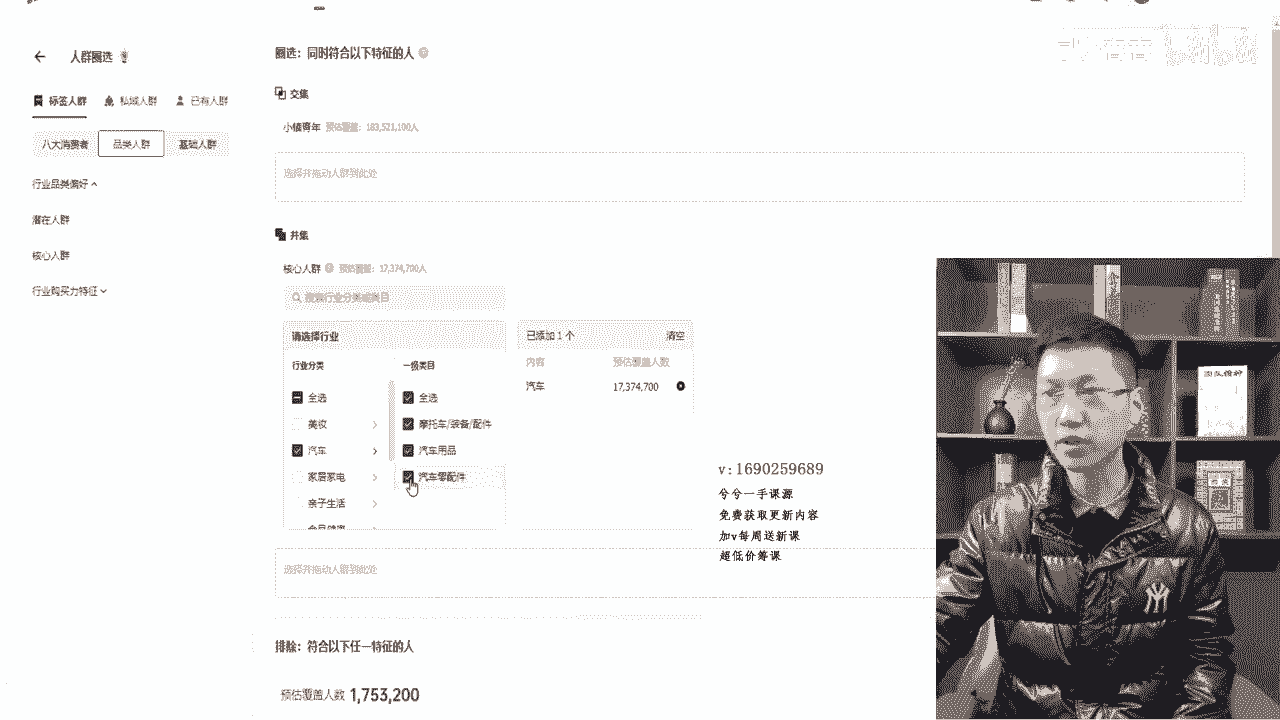 人群圈选
标签人群 私域人群 已有人群
八大消费者 品类人群 基础人群
行业品类偏好
潜在人群
核心人群
行业购买力特征
圈选：同时符合以下特征的人
交集
小镇青年 预估覆盖：183,521,100人
选择并拖动人群到此处
并集
核心人群 预估覆盖：17,374,700人
搜索行业分类或类目
请选择行业
行业分类 一级类目
全选 全选
美妆 摩托车/装备/配件
汽车 汽车用品
家居家电 汽车零配件
亲子生活
已添加 1 个 清空
内容 预估覆盖人数
汽车 17,374,700
选择并拖动人群到此处
排除：符合以下任一特征的人
预估覆盖人数 1,753,200
v:1690259689
兮兮一手课源
免费获取更新内容
加v每周送新课
超低价筹课
团队精神